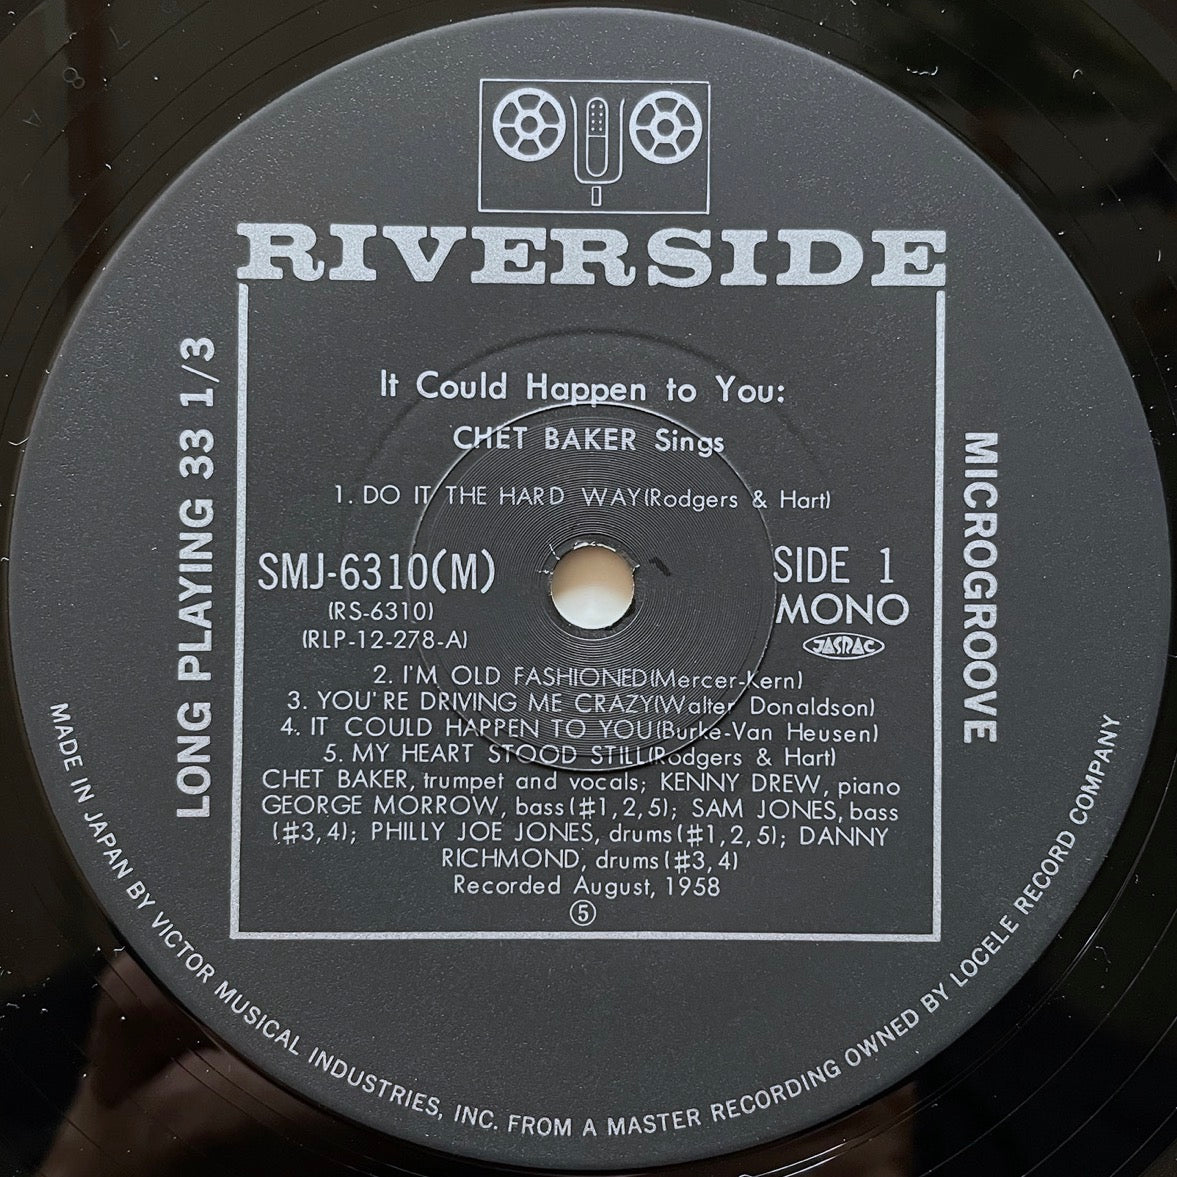 RIVERSIDE
LONG PLAYING 33 1/3
MICROGROOVE
It Could Happen to You:
CHET BAKER Sings
1. DO IT THE HARD WAY(Rodgers & Hart)
SMJ-6310(M)
(RS-6310)
(RLP-12-278-A)
SIDE 1
MONO
JASRAC
2. I'M OLD FASHIONED(Mercer-Kern)
3. YOU'RE DRIVING ME CRAZY(Walter Donaldson)
4. IT COULD HAPPEN TO YOU(Burke-Van Heusen)
5. MY HEART STOOD STILL(Rodgers & Hart)
CHET BAKER, trumpet and vocals; KENNY DREW, piano
GEORGE MORROW, bass(#1,2,5); SAM JONES, bass
(#3,4); PHILLY JOE JONES, drums(#1,2,5); DANNY
RICHMOND, drums(#3,4)
Recorded August, 1958
⑤
MADE IN JAPAN BY VICTOR MUSICAL INDUSTRIES, INC. FROM A MASTER RECORDING OWNED BY LOCELE RECORD COMPANY